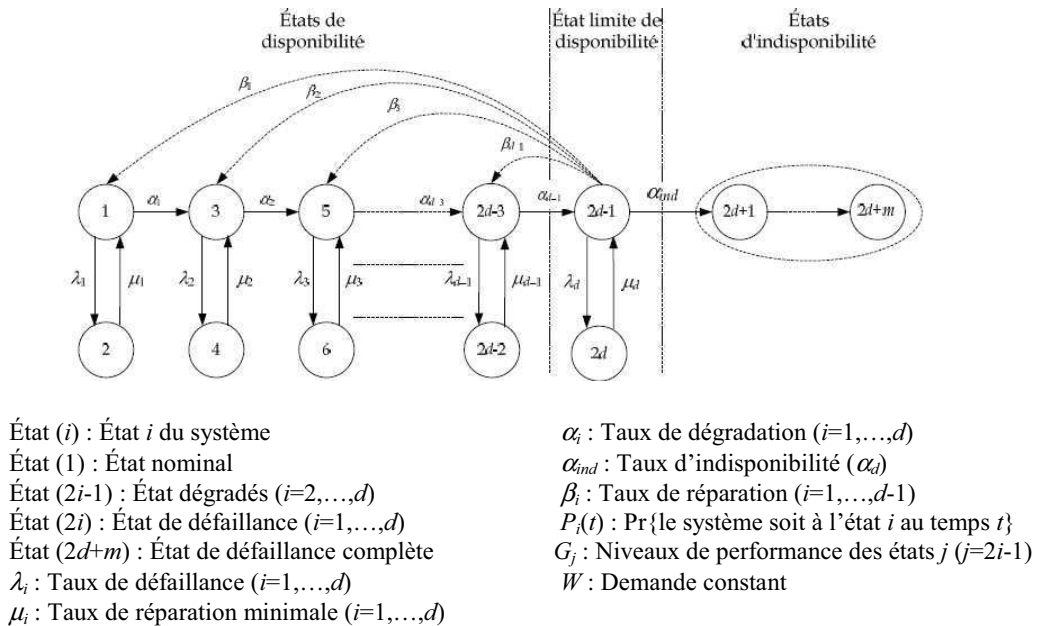 États de disponibilité
État limite de disponibilité
États d'indisponibilité
β1
β2
β3
βd-1
1
α1
3
α2
5
αd-3
2d-3
αd-1
2d-1
αind
2d+1
2d+m
λ1
μ1
λ2
μ2
λ3
μ3
λd-1
μd-1
λd
μd
2
4
6
2d-2
2d
État (i) : État i du système
État (1) : État nominal
État (2i-1) : État dégradés (i=2,…,d)
État (2i) : État de défaillance (i=1,…,d)
État (2d+m) : État de défaillance complète
λi : Taux de défaillance (i=1,…,d)
μi : Taux de réparation minimale (i=1,…,d)
αi : Taux de dégradation (i=1,…,d)
αind : Taux d’indisponibilité (αd)
βi : Taux de réparation (i=1,…,d-1)
Pi(t) : Pr{le système soit à l'état i au temps t}
Gj : Niveaux de performance des états j (j=2i-1)
W : Demande constant